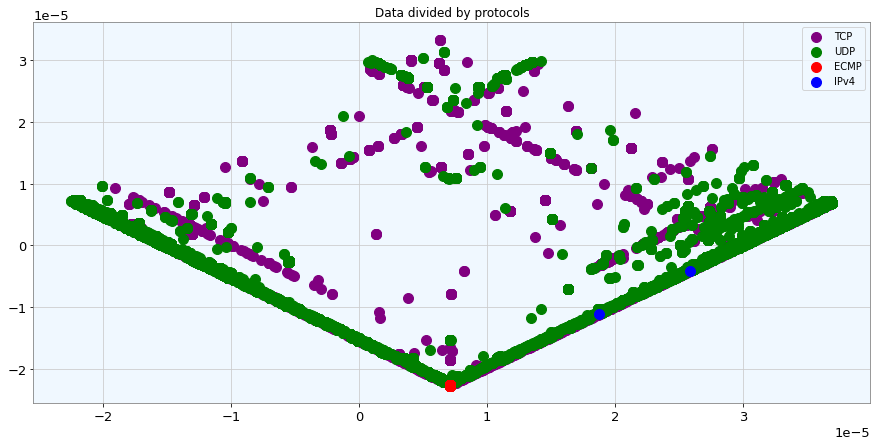 Data divided by protocols
1e−5
TCP
UDP
ECMP
IPv4
3
2
1
0
−1
−2
−2
−1
0
1
2
3
1e−5